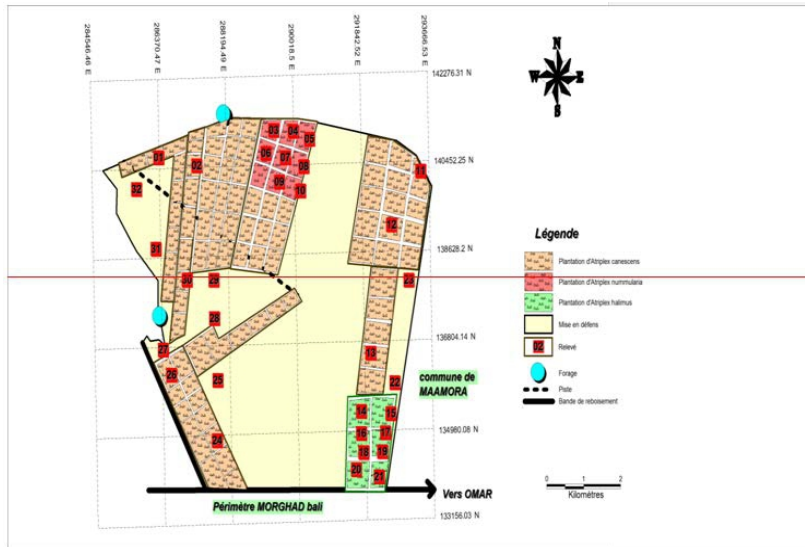 284546.46 E
286370.47 E
288194.49 E
290018.5 E
291842.52 E
293666.53 E
142276.31 N
N
W E
S
03 04 05
01 02 06 07 08
140452.25 N
11
32 09 10
12
Légende
31
138628.2 N
Plantation d'Atriplex canescens
30 29 23
Plantation d'Atriplex nummularia
Plantation d'Atriplex halimus
28
Mise en défens
136804.14 N
27 13
02 Relevé
26 25 22
commune de
MAAMORA
Forage
Piste
Bande de reboisement
14 15
16 17
134980.08 N
24 18 19
20 21
Vers OMAR
0 1 2
Kilomètres
Périmètre MORGHAD bali
133156.03 N